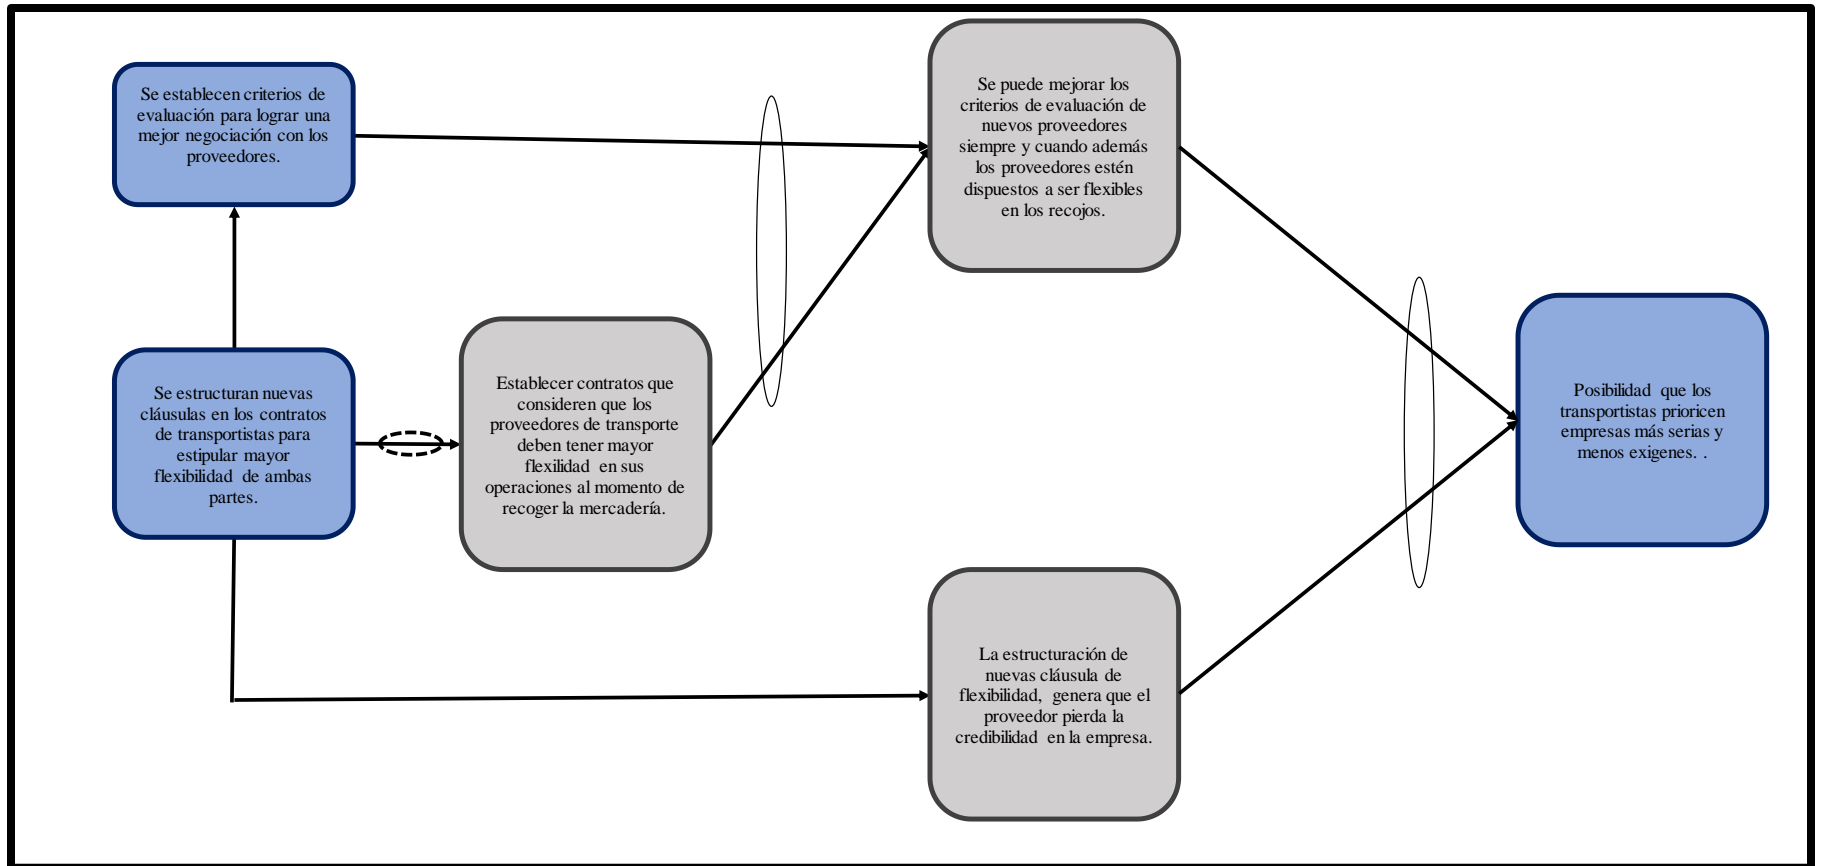 Se establecen criterios de
evaluación para lograr una
mejor negociación con los
proveedores.
Se puede mejorar los
criterios de evaluación de
nuevos proveedores
siempre y cuando además
los proveedores estén
dispuestos a ser flexibles
en los recojos.
Se estructuran nuevas
cláusulas en los contratos
de transportistas para
estipular mayor
flexibilidad de ambas
partes.
Establecer contratos que
consideren que los
proveedores de transporte
deben tener mayor
flexilidad en sus
operaciones al momento de
recoger la mercadería.
Posibilidad que los
transportistas prioricen
empresas más serias y
menos exigenes. .
La estructuración de
nuevas cláusula de
flexibilidad, genera que el
proveedor pierda la
credibilidad en la empresa.